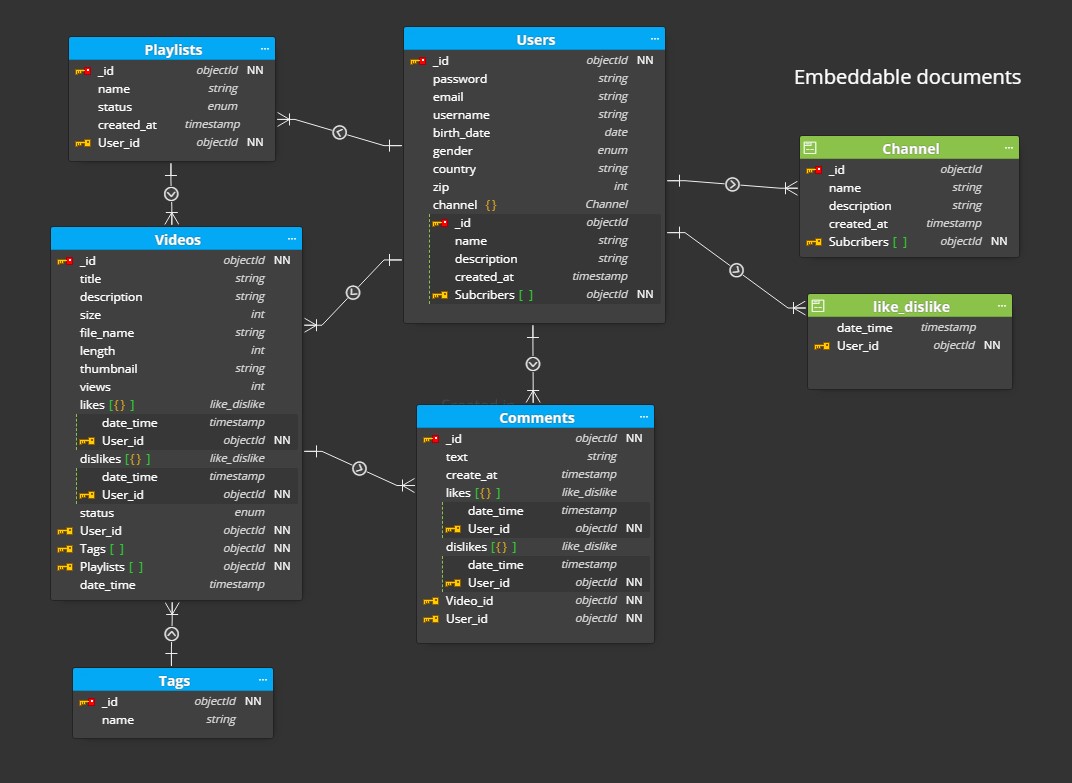 Playlists ...
_id objectId NN
name string
status enum
created_at timestamp
User_id objectId NN
Users ...
_id objectId NN
password string
email string
username string
birth_date date
gender enum
country string
zip int
channel {} Channel
_id objectId
name string
description string
created_at timestamp
Subcribers [ ] objectId NN
Embeddable documents
Channel ...
_id objectId
name string
description string
created_at timestamp
Subcribers [ ] objectId NN
like_dislike ...
date_time timestamp
User_id objectId NN
Videos ...
_id objectId NN
title string
description string
size int
file_name string
length int
thumbnail string
views int
likes [{} ] like_dislike
date_time timestamp
User_id objectId NN
dislikes [{} ] like_dislike
date_time timestamp
User_id objectId NN
status enum
User_id objectId NN
Tags [ ] objectId NN
Playlists [ ] objectId NN
date_time timestamp
Created in
Comments ...
_id objectId NN
text string
create_at timestamp
likes [{} ] like_dislike
date_time timestamp
User_id objectId NN
dislikes [{} ] like_dislike
date_time timestamp
User_id objectId NN
Video_id objectId NN
User_id objectId NN
Tags ...
_id objectId NN
name string